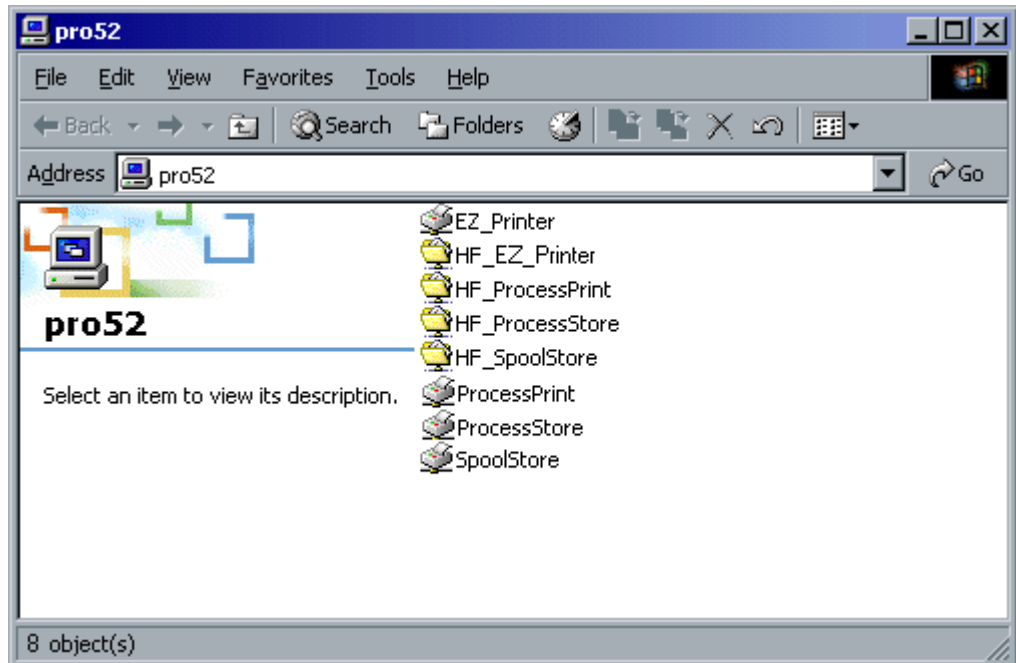 pro52
File Edit View Favorites Tools Help
Back Search Folders
Address pro52 Go
EZ_Printer
HF_EZ_Printer
HF_ProcessPrint
HF_ProcessStore
HF_SpoolStore
ProcessPrint
ProcessStore
SpoolStore
pro52
Select an item to view its description.
8 object(s)